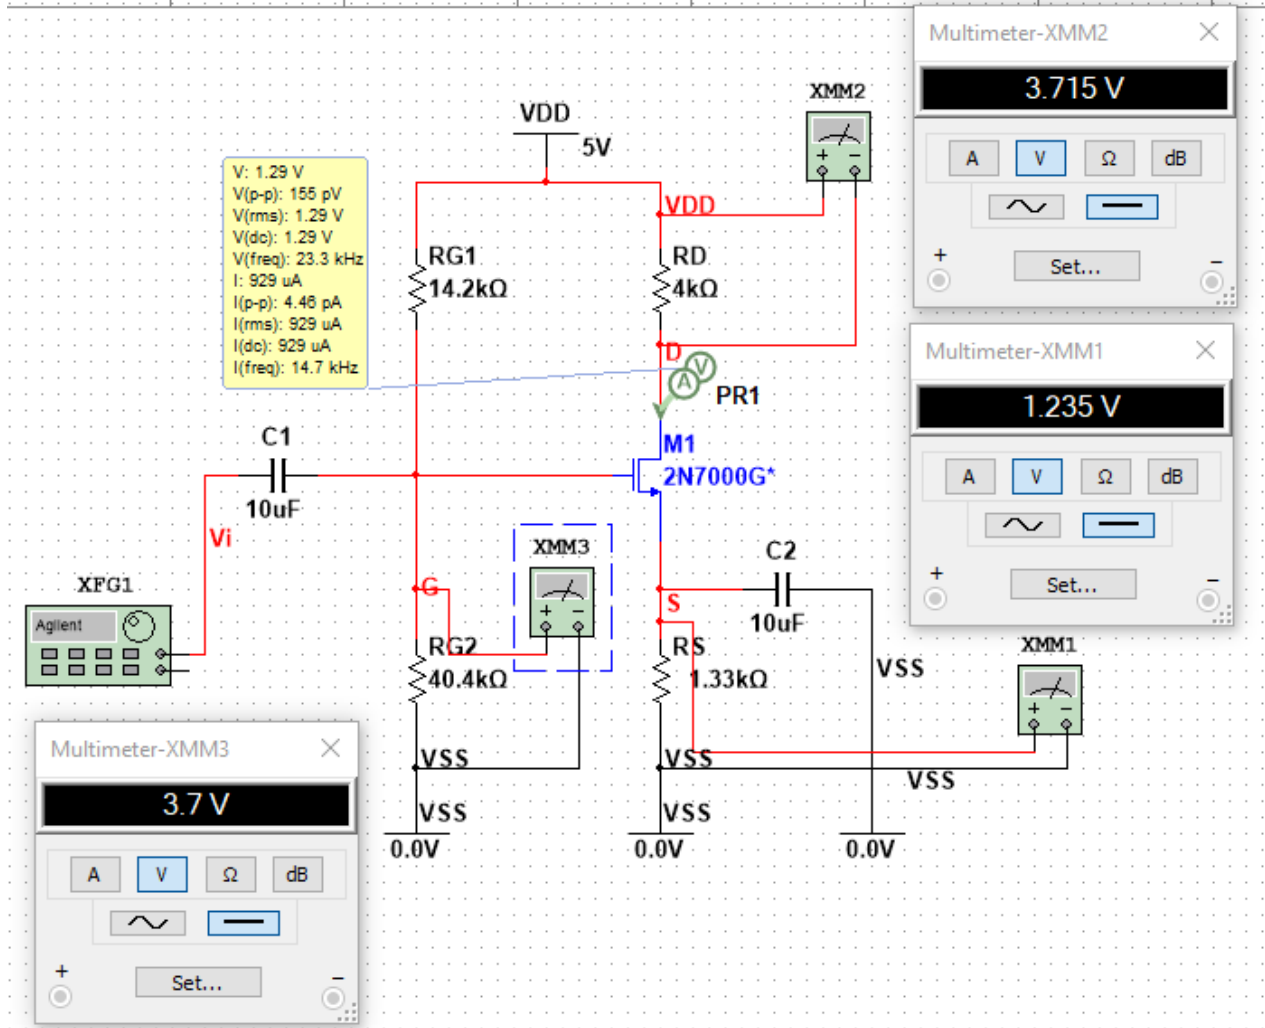 Multimeter-XMM2
3.715 V
A V Ω dB
+ −
Set...
XMM2
+ −
VDD
5V
V: 1.29 V
V(p-p): 155 pV
V(rms): 1.29 V
V(dc): 1.29 V
V(freq): 23.3 kHz
I: 929 uA
I(p-p): 4.46 pA
I(rms): 929 uA
I(dc): 929 uA
I(freq): 14.7 kHz
VDD
RG1
14.2kΩ
RD
4kΩ
D
V
A
PR1
Multimeter-XMM1
1.235 V
A V Ω dB
+ −
Set...
C1
10uF
M1
2N7000G*
Vi
XFG1
Agilent
XMM3
+ −
G
C2
10uF
S
RG2
40.4kΩ
RS
1.33kΩ
VSS
XMM1
+ −
VSS
VSS
VSS
VSS
VSS
0.0V
0.0V
0.0V
Multimeter-XMM3
3.7 V
A V Ω dB
+ −
Set...